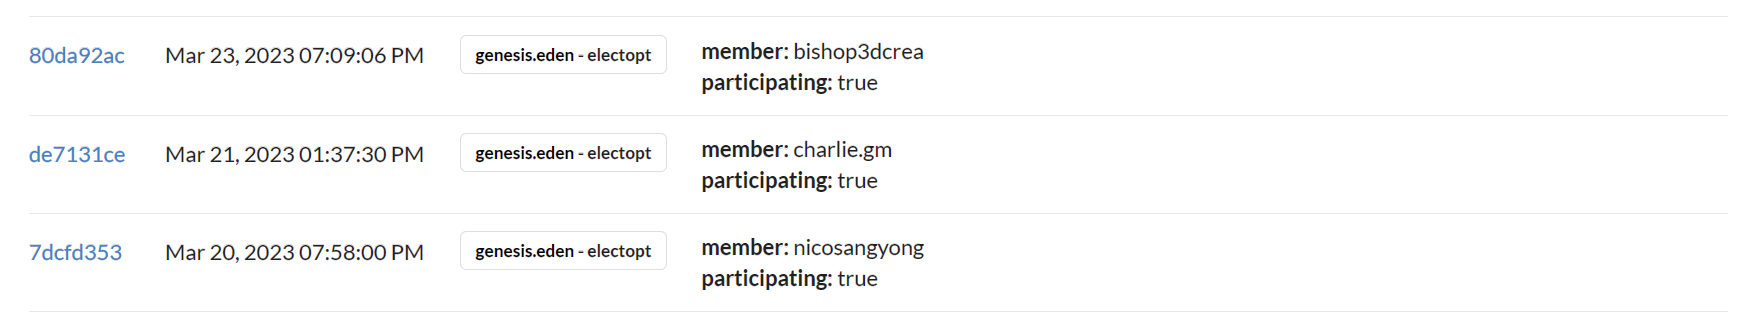 80da92ac Mar 23, 2023 07:09:06 PM genesis.eden - electopt member: bishop3dcrea
participating: true
de7131ce Mar 21, 2023 01:37:30 PM genesis.eden - electopt member: charlie.gm
participating: true
7dcfd353 Mar 20, 2023 07:58:00 PM genesis.eden - electopt member: nicosangyong
participating: true